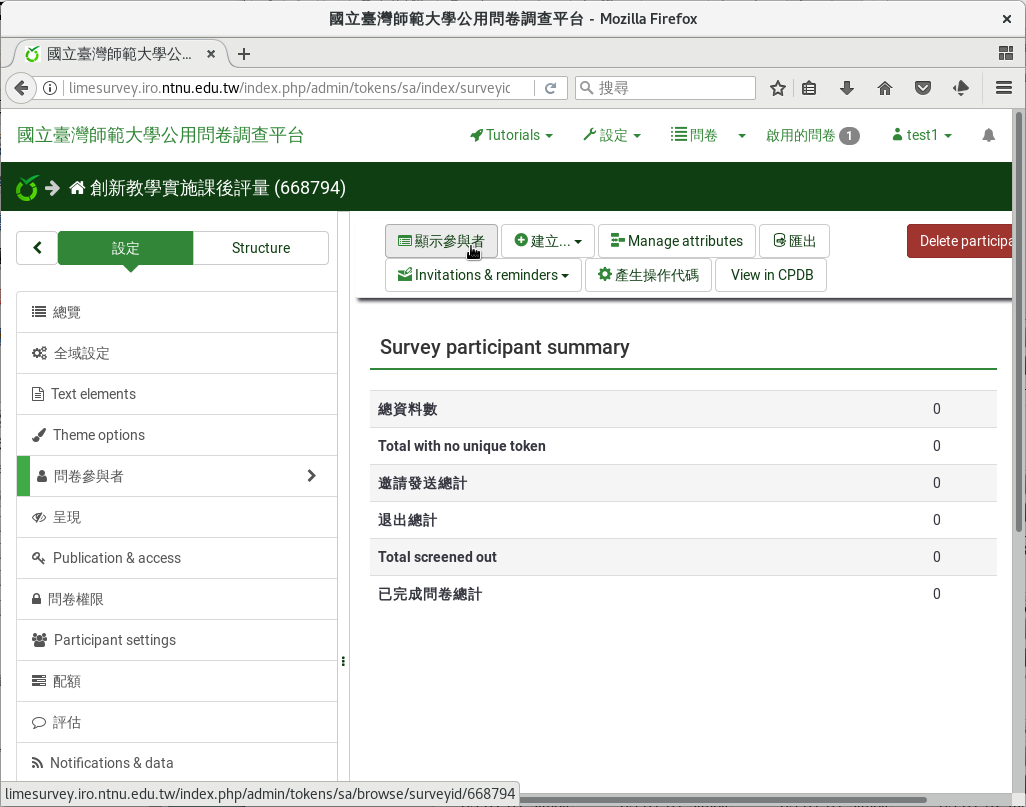 國立臺灣師範大學公用問卷調查平台 - Mozilla Firefox
國立臺灣師範大學公...
limesurvey.iro.ntnu.edu.tw/index.php/admin/tokens/sa/index/surveyic
搜尋
國立臺灣師範大學公用問卷調查平台
Tutorials
設定
問卷
啟用的問卷 1
test1
創新教學實施課後評量 (668794)
設定
Structure
顯示參與者
建立...
Manage attributes
匯出
Delete participa
Invitations & reminders
產生操作代碼
View in CPDB
總覽
全域設定
Text elements
Theme options
問卷參與者
呈現
Publication & access
問卷權限
Participant settings
配額
評估
Notifications & data
Survey participant summary
總資料數 0
Total with no unique token 0
邀請發送總計 0
退出總計 0
Total screened out 0
已完成問卷總計 0
limesurvey.iro.ntnu.edu.tw/index.php/admin/tokens/sa/browse/surveyid/668794